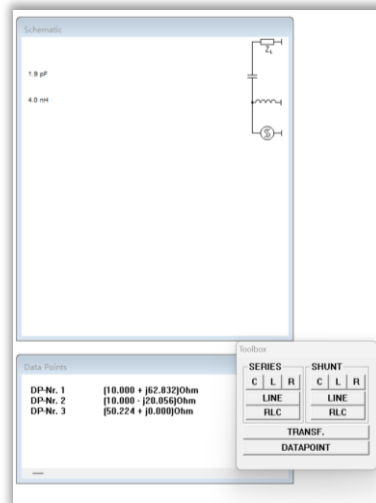 Schematic
Z_L
1.9 pF
4.0 nH
S
Data Points
DP-Nr. 1 (10.000 + j62.832)Ohm
DP-Nr. 2 (10.000 - j20.056)Ohm
DP-Nr. 3 (50.224 + j0.000)Ohm
Toolbox
SERIES SHUNT
C L R C L R
LINE LINE
RLC RLC
TRANSF.
DATAPOINT